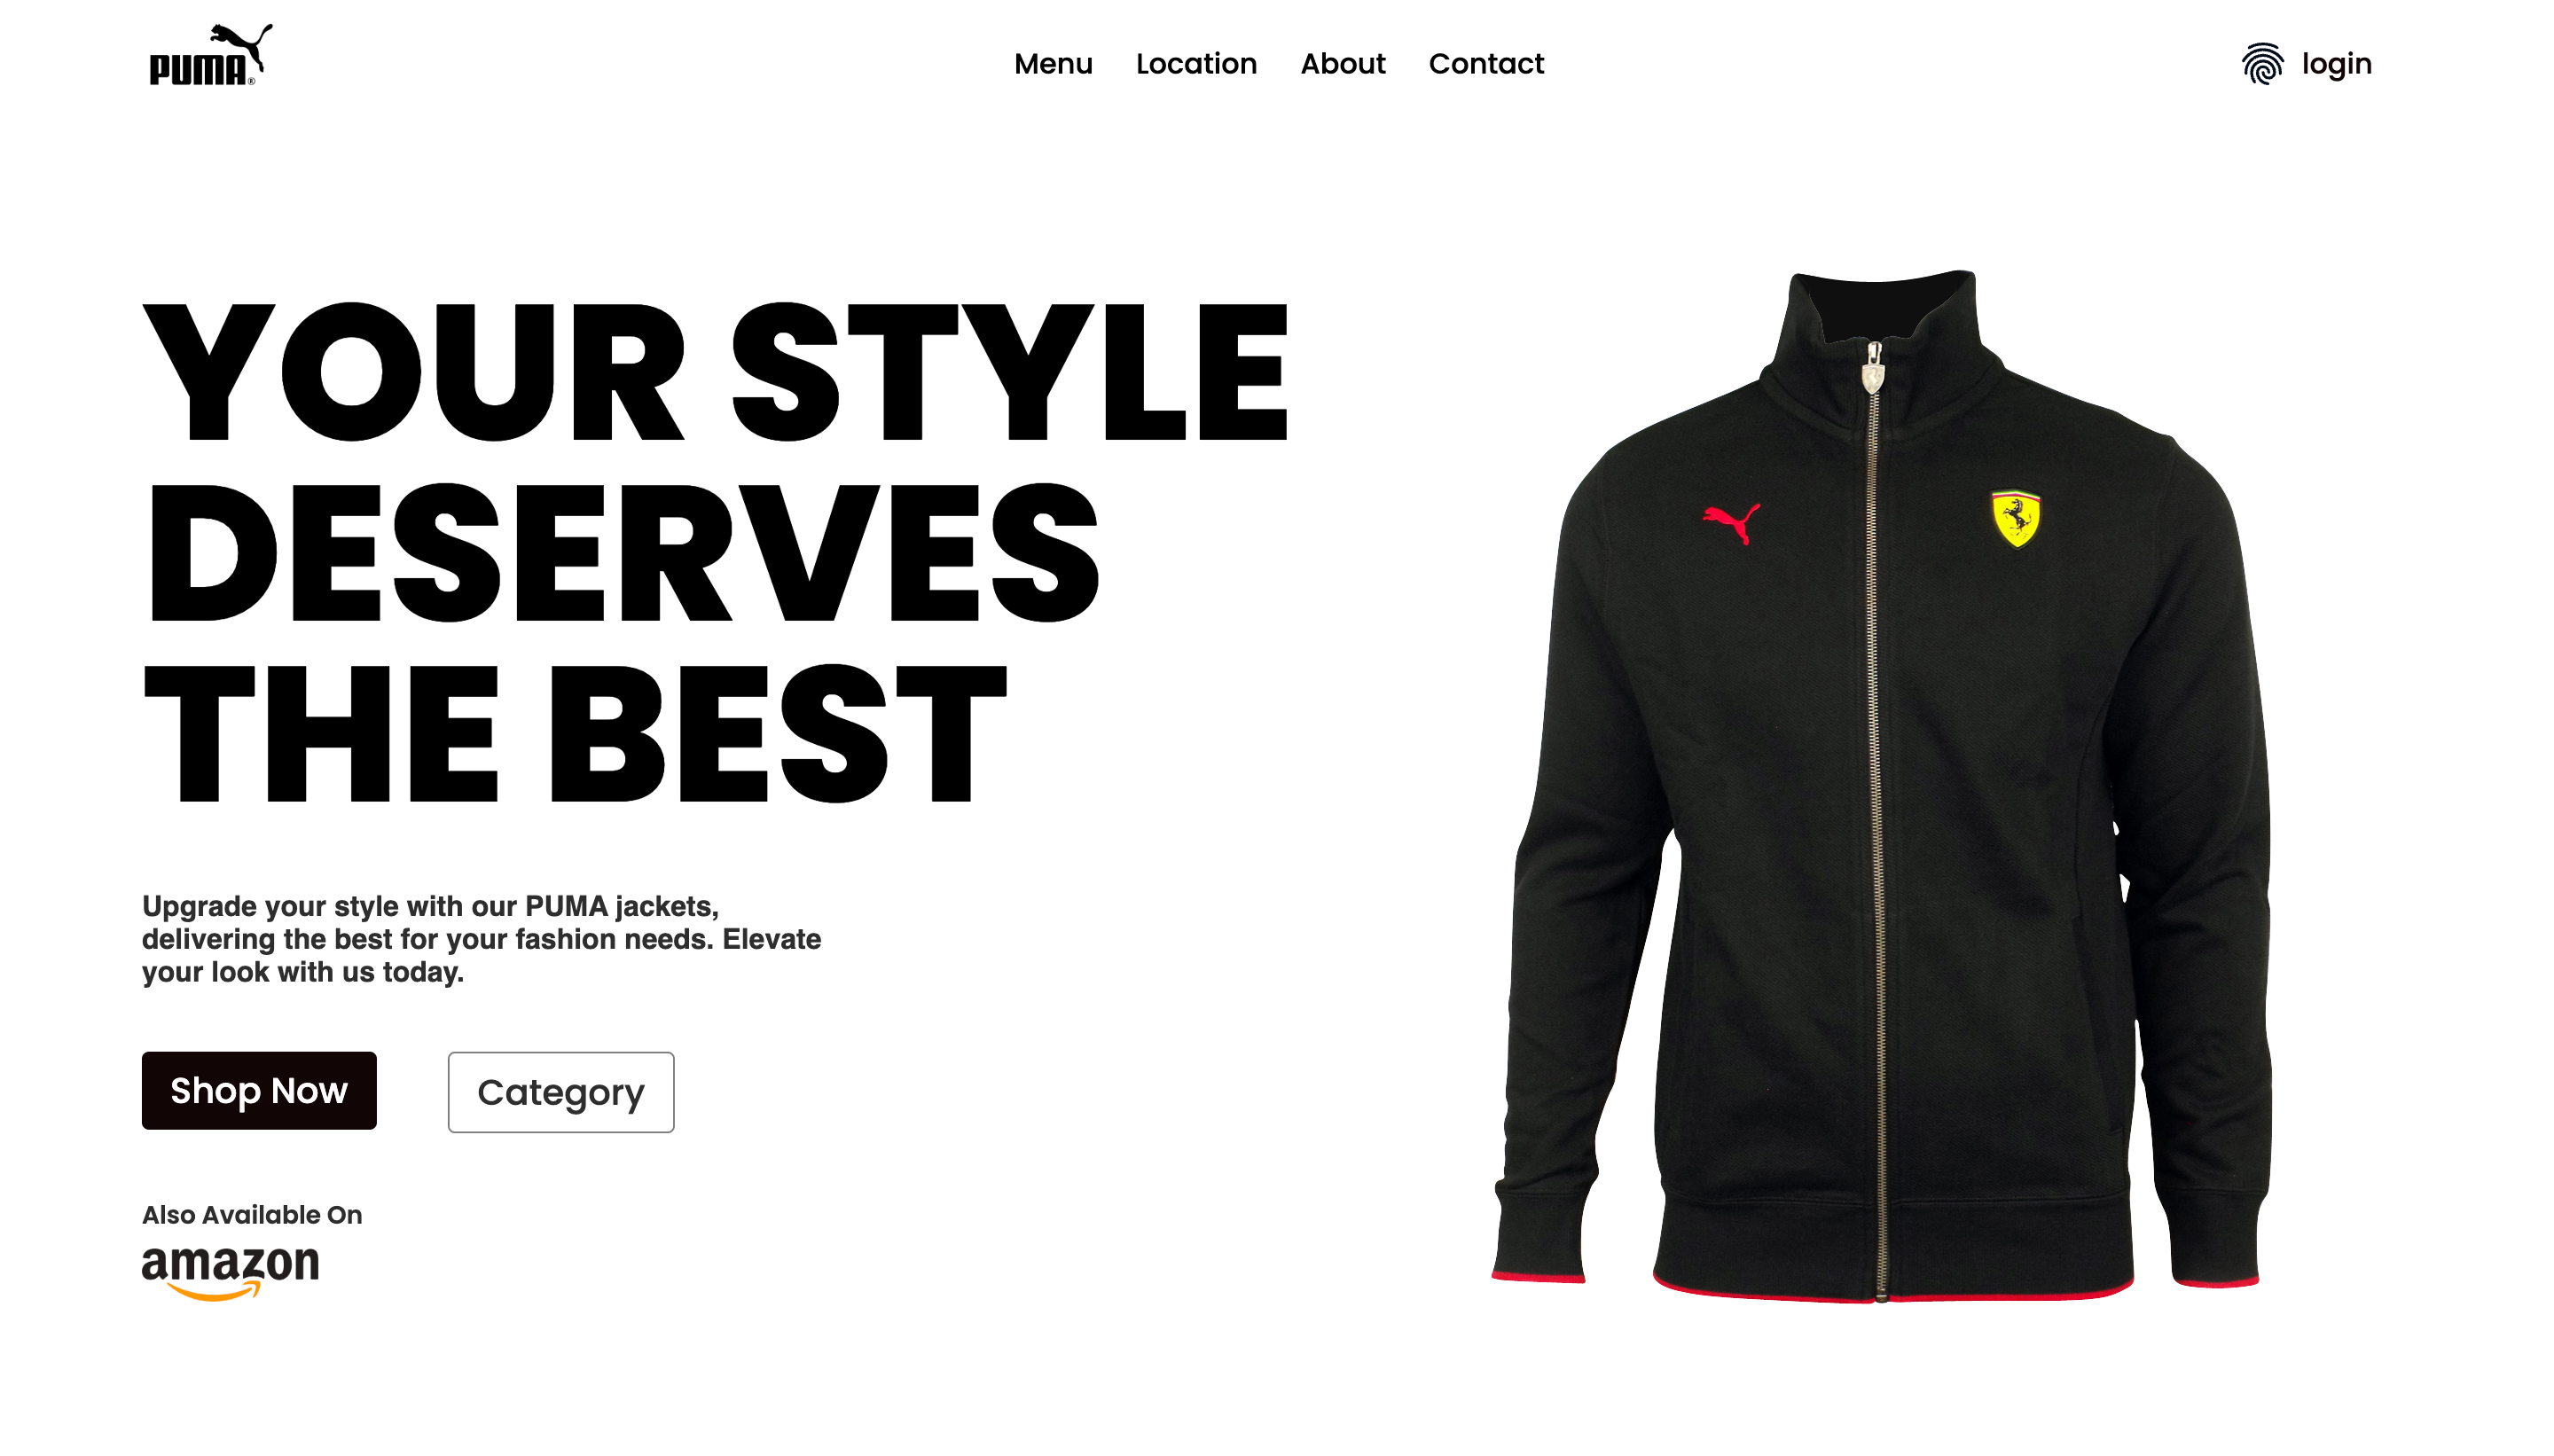 PUMA®
Menu Location About Contact
login
YOUR STYLE
DESERVES
THE BEST
Upgrade your style with our PUMA jackets,
delivering the best for your fashion needs. Elevate
your look with us today.
Shop Now
Category
Also Available On
amazon